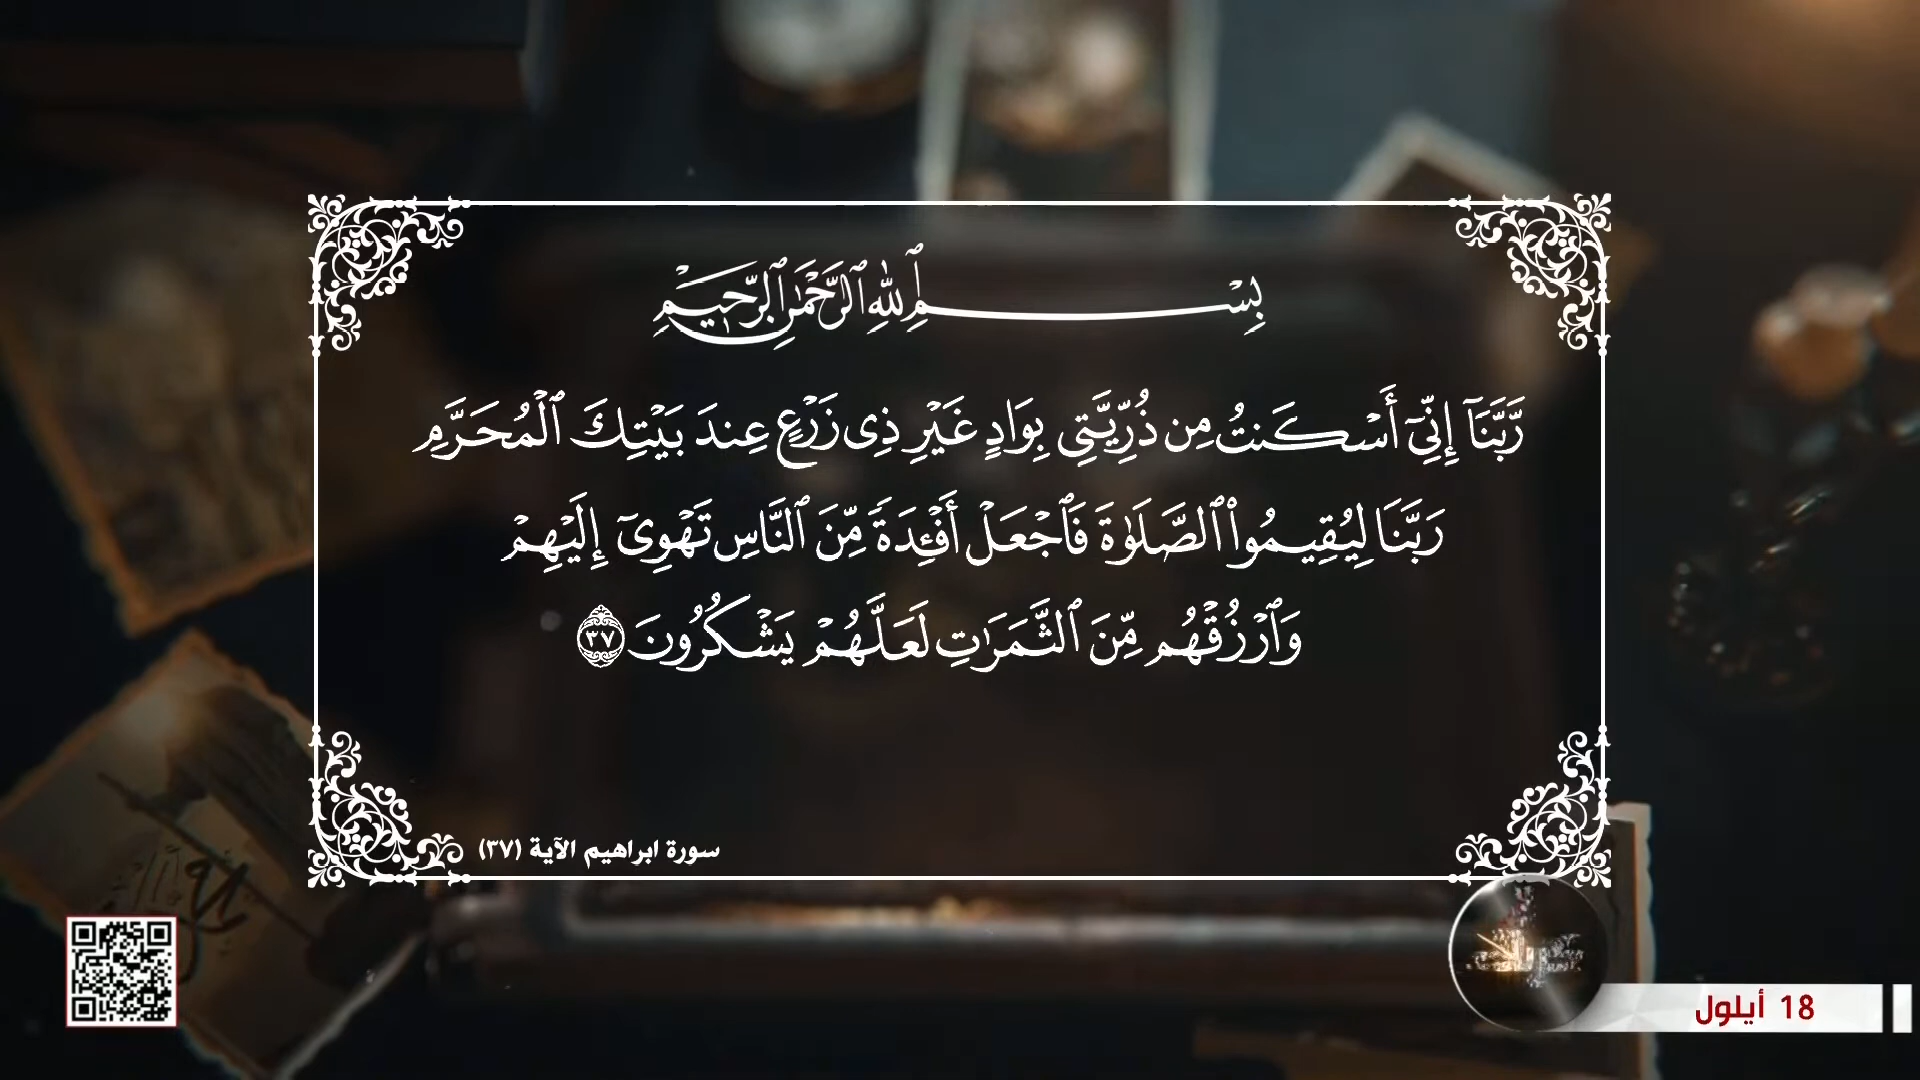 بِسْمِ ٱللَّهِ ٱلرَّحْمَٰنِ ٱلرَّحِيمِ
رَّبَّنَآ إِنِّىٓ أَسْكَنتُ مِن ذُرِّيَّتِى بِوَادٍ غَيْرِ ذِى زَرْعٍ عِندَ بَيْتِكَ ٱلْمُحَرَّمِ
رَبَّنَا لِيُقِيمُوا۟ ٱلصَّلَوٰةَ فَٱجْعَلْ أَفْـِٔدَةً مِّنَ ٱلنَّاسِ تَهْوِىٓ إِلَيْهِمْ
وَٱرْزُقْهُم مِّنَ ٱلثَّمَرَٰتِ لَعَلَّهُمْ يَشْكُرُونَ ٣٧
سورة ابراهيم الآية (٣٧)
18 أيلول